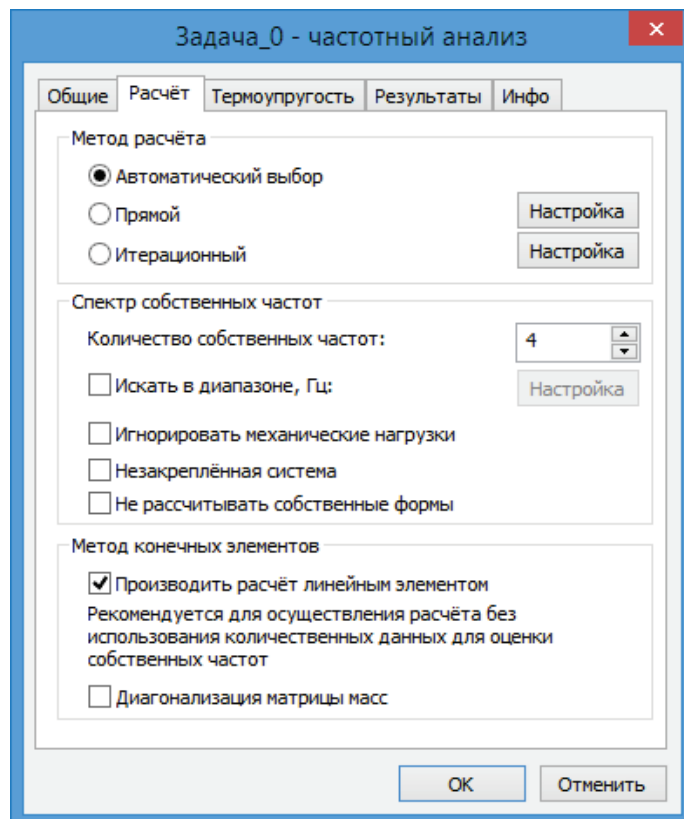 Задача_0 - частотный анализ
Общие Расчёт Термоупругость Результаты Инфо
Метод расчёта
Автоматический выбор
Прямой Настройка
Итерационный Настройка
Спектр собственных частот
Количество собственных частот: 4
Искать в диапазоне, Гц: Настройка
Игнорировать механические нагрузки
Незакреплённая система
Не рассчитывать собственные формы
Метод конечных элементов
Производить расчёт линейным элементом
Рекомендуется для осуществления расчёта без
использования количественных данных для оценки
собственных частот
Диагонализация матрицы масс
ОК Отменить